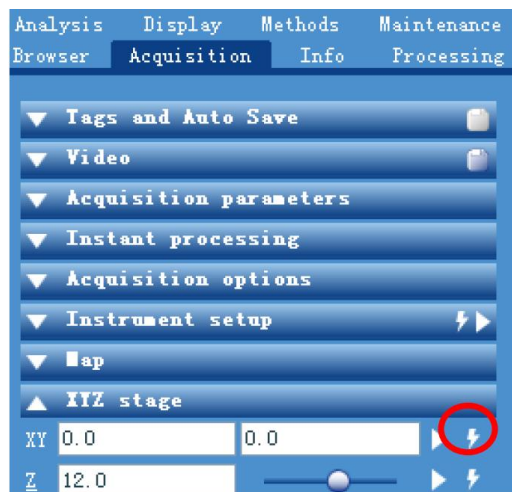 Analysis Display Methods Maintenance
Browser Acquisition Info Processing
Tags and Auto Save
Video
Acquisition parameters
Instant processing
Acquisition options
Instrument setup
Map
XYZ stage
XY 0.0 0.0
Z 12.0